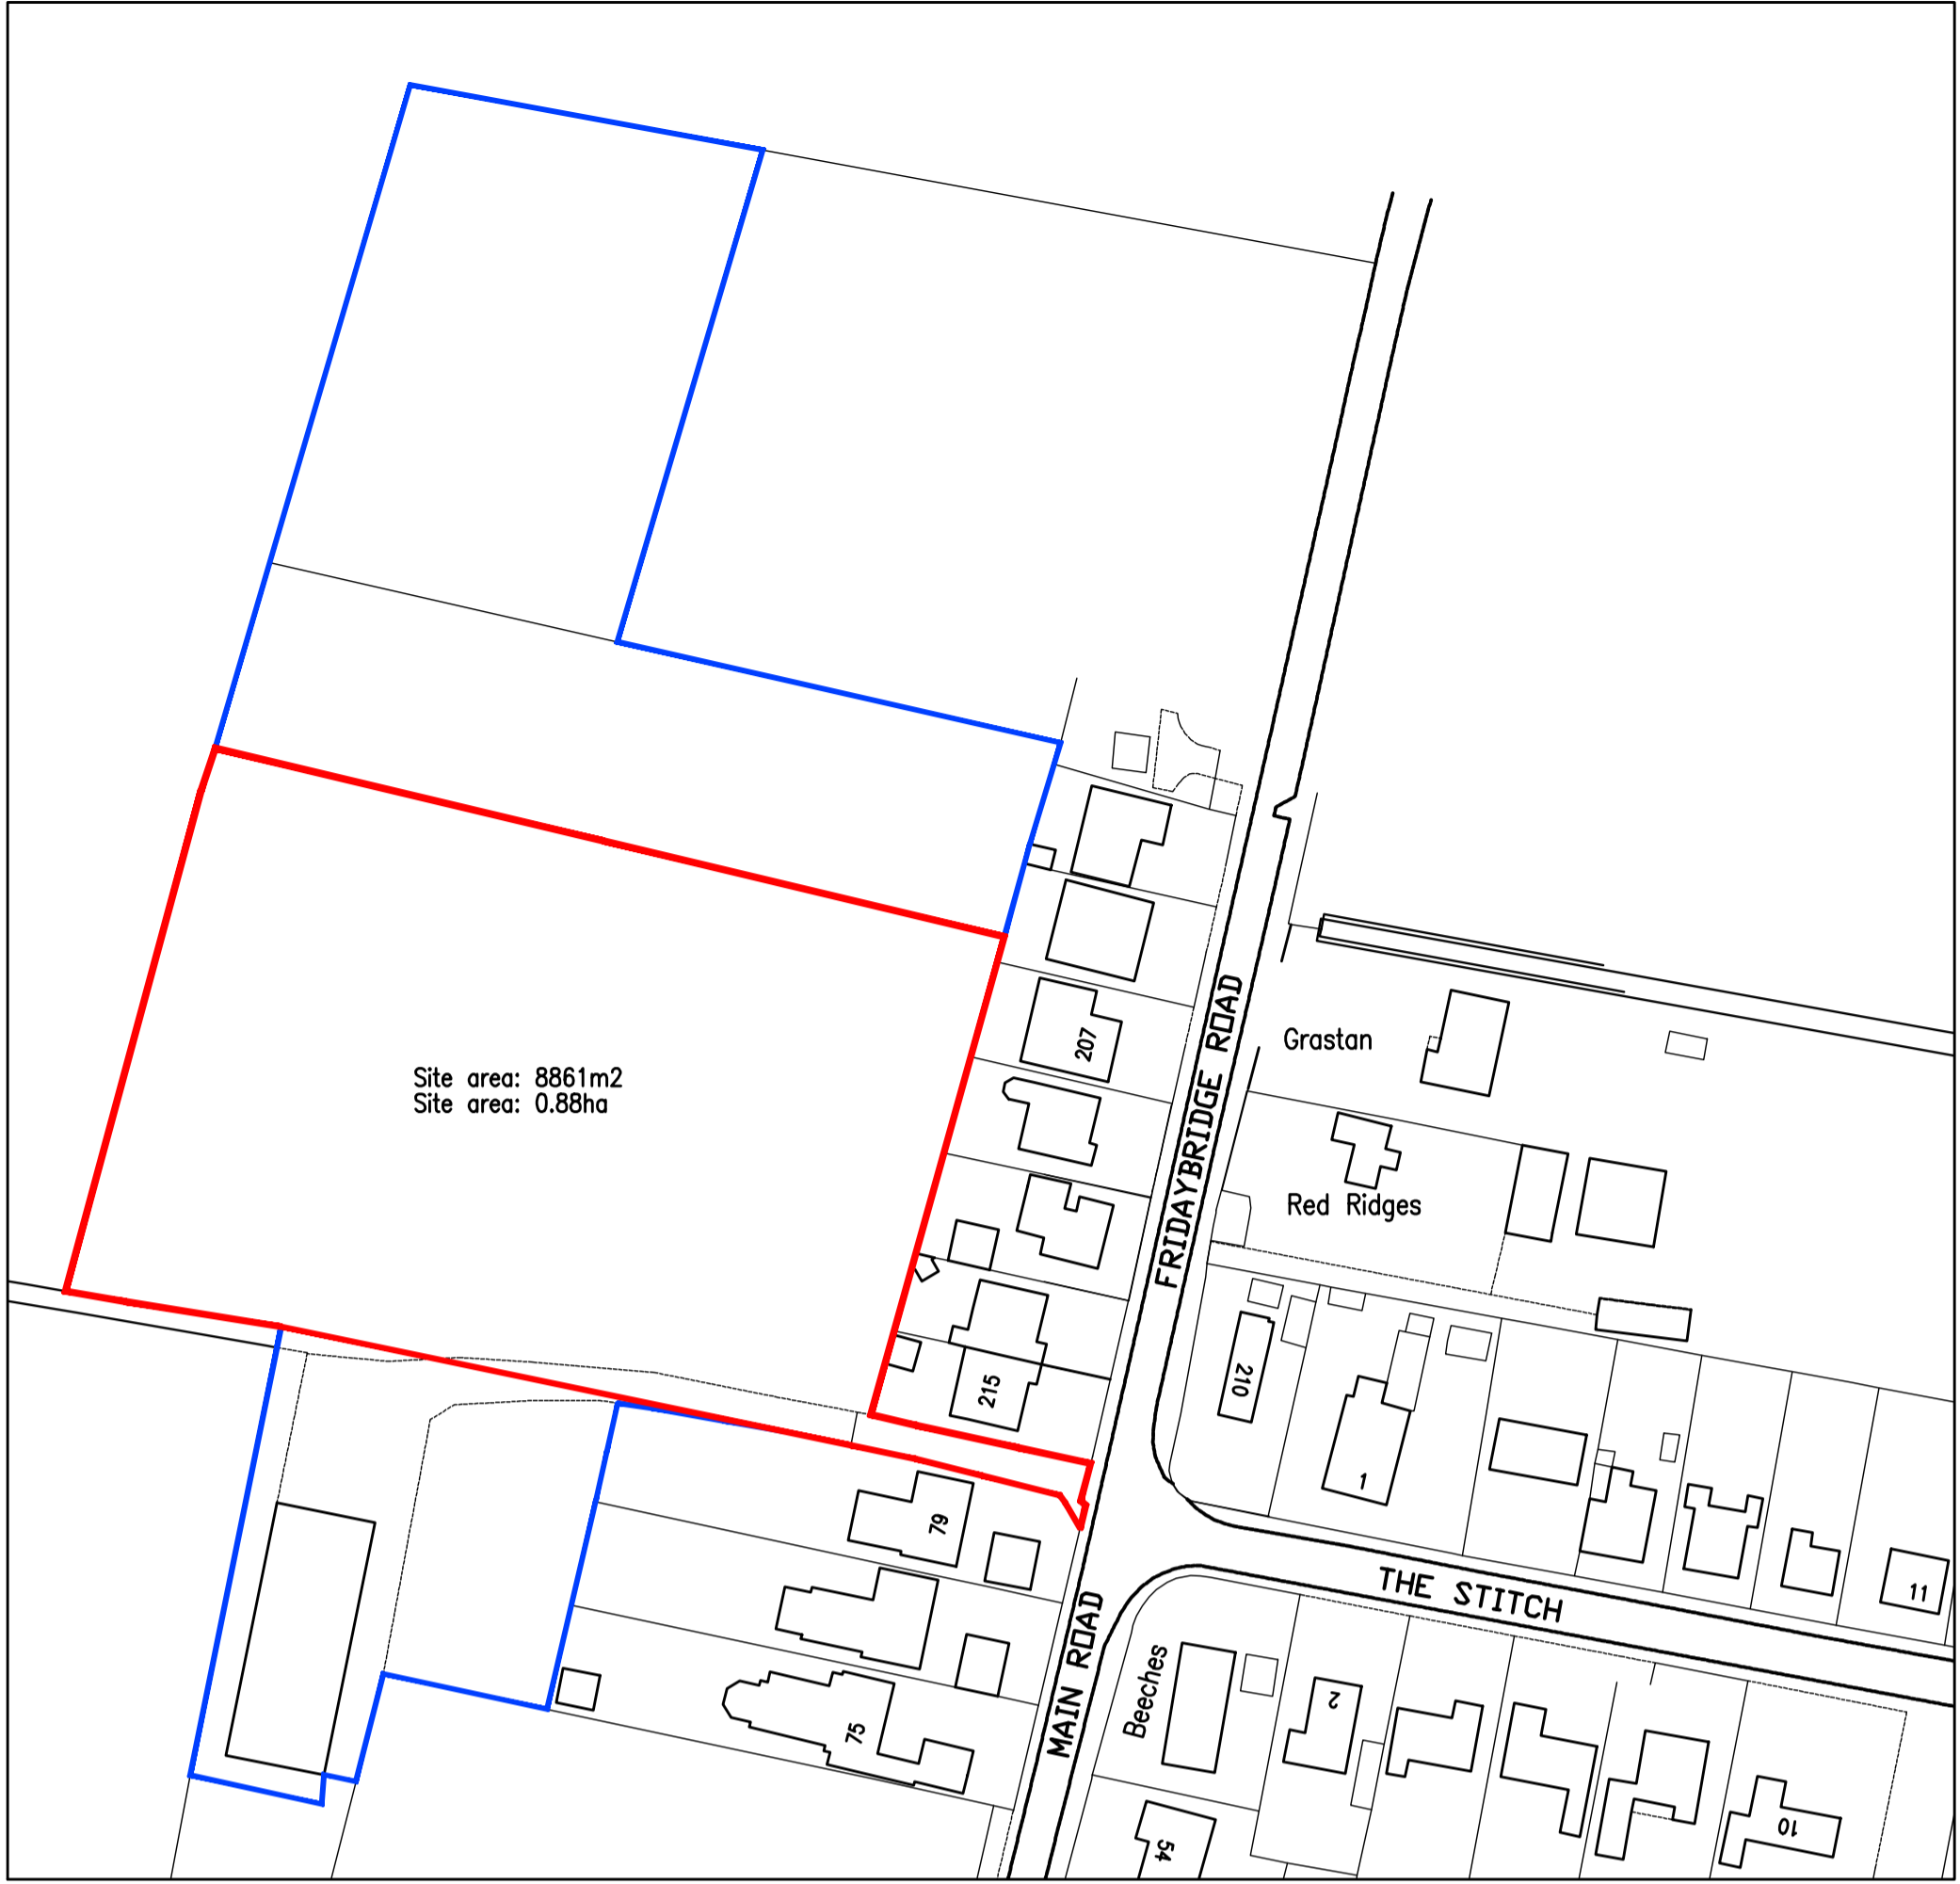 Site area: 8861m2
Site area: 0.88ha
207
215
79
75
FRIDAYBRIDGE ROAD
MAIN ROAD
Grastan
Red Ridges
210
1
THE STITCH
11
Beeches
2
54
10